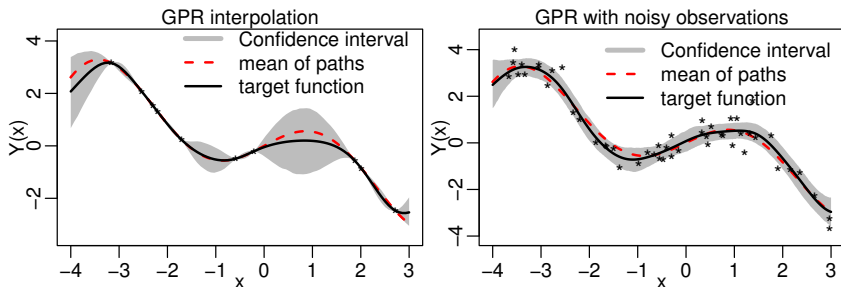 GPR interpolation
Confidence interval
mean of paths
target function
Y(x)
4
2
0
−2
−4
−3
−2
−1
0
1
2
3
x
GPR with noisy observations
Confidence interval
mean of paths
target function
Y(x)
4
2
0
−2
−4
−4
−3
−2
−1
0
1
2
3
x